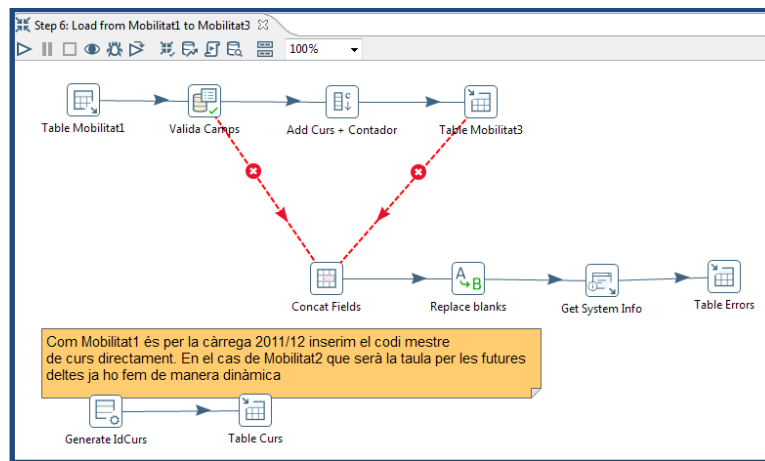 Step 6: Load from Mobilitat1 to Mobilitat3
100%
Table Mobilitat1
Valida Camps
Add Curs + Contador
Table Mobilitat3
Concat Fields
Replace blanks
Get System Info
Table Errors
Com Mobilitat1 és per la càrrega 2011/12 inserim el codi mestre
de curs directament. En el cas de Mobilitat2 que serà la taula per les futures
deltes ja ho fem de manera dinàmica
Generate IdCurs
Table Curs